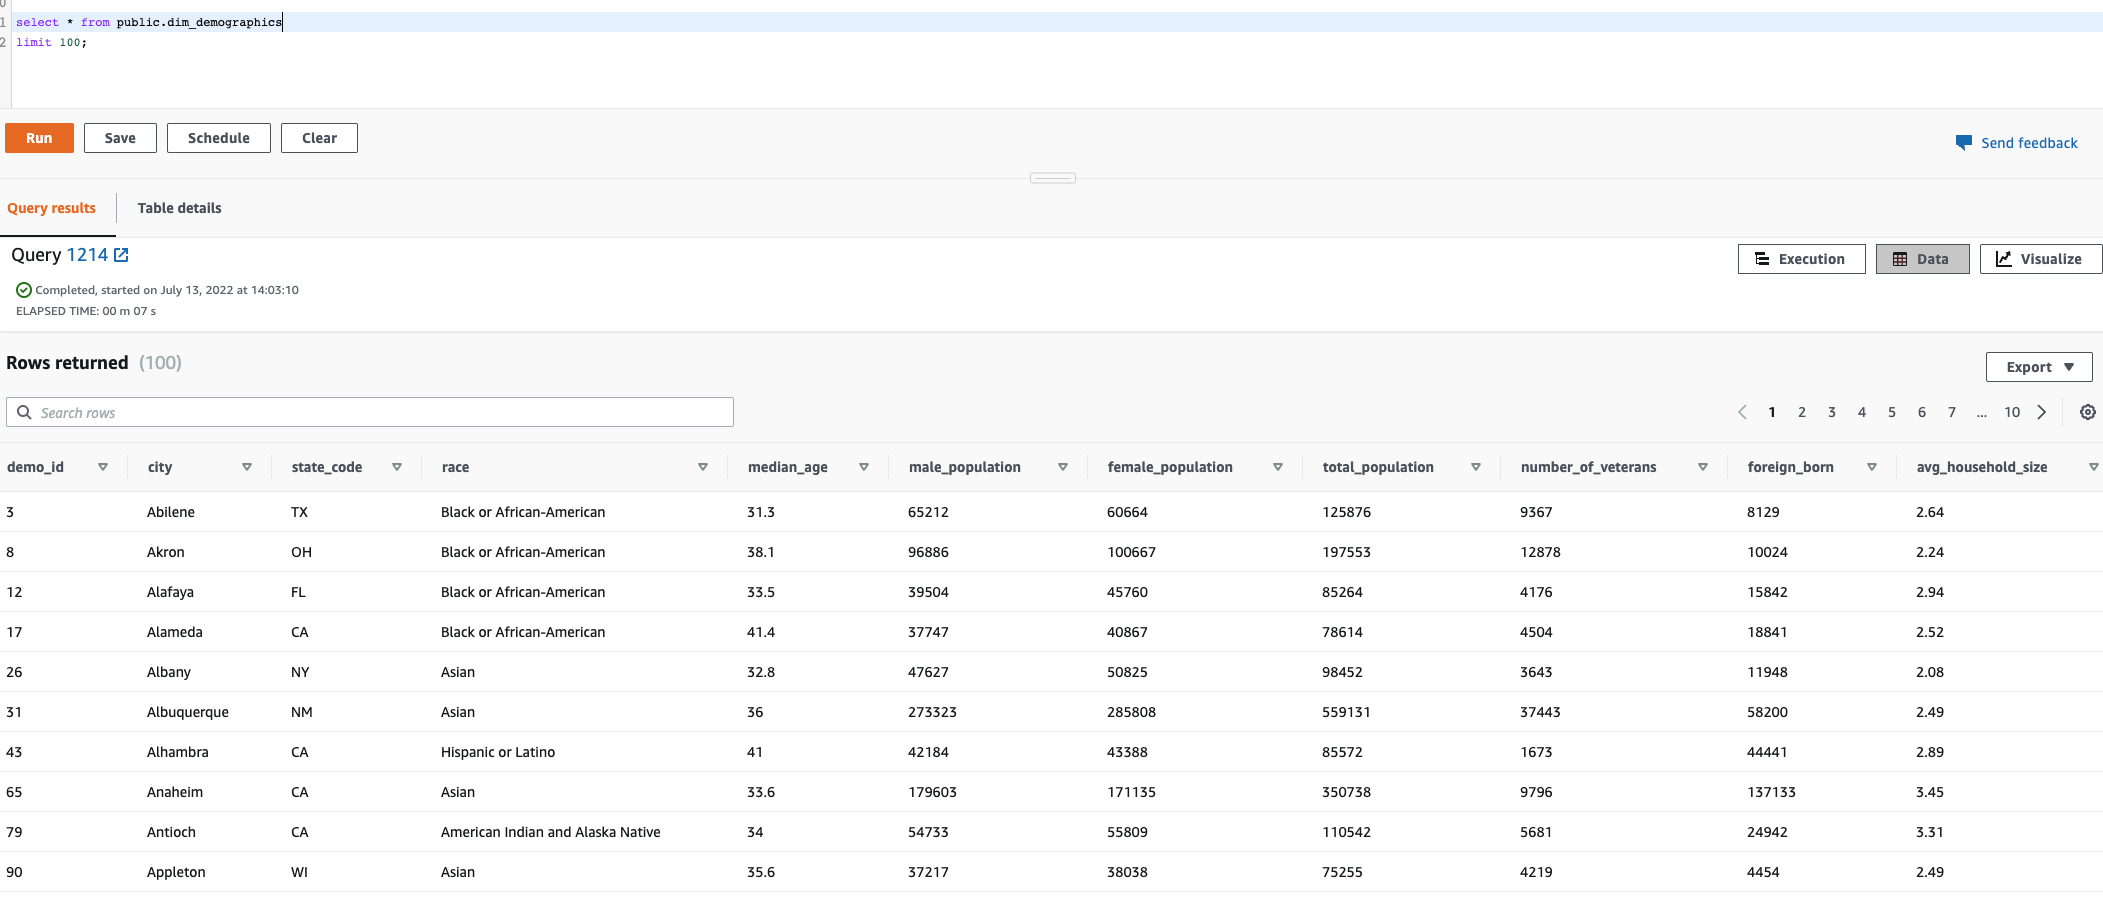 0
1 select * from public.dim_demographics
2 limit 100;
Run Save Schedule Clear
Send feedback
Query results Table details
Query 1214
Execution Data Visualize
Completed, started on July 13, 2022 at 14:03:10
ELAPSED TIME: 00 m 07 s
Rows returned (100)
Export
Search rows
1 2 3 4 5 6 7 ... 10
demo_id city state_code race median_age male_population female_population total_population number_of_veterans foreign_born avg_household_size
3 Abilene TX Black or African-American 31.3 65212 60664 125876 9367 8129 2.64
8 Akron OH Black or African-American 38.1 96886 100667 197553 12878 10024 2.24
12 Alafaya FL Black or African-American 33.5 39504 45760 85264 4176 15842 2.94
17 Alameda CA Black or African-American 41.4 37747 40867 78614 4504 18841 2.52
26 Albany NY Asian 32.8 47627 50825 98452 3643 11948 2.08
31 Albuquerque NM Asian 36 273323 285808 559131 37443 58200 2.49
43 Alhambra CA Hispanic or Latino 41 42184 43388 85572 1673 44441 2.89
65 Anaheim CA Asian 33.6 179603 171135 350738 9796 137133 3.45
79 Antioch CA American Indian and Alaska Native 34 54733 55809 110542 5681 24942 3.31
90 Appleton WI Asian 35.6 37217 38038 75255 4219 4454 2.49